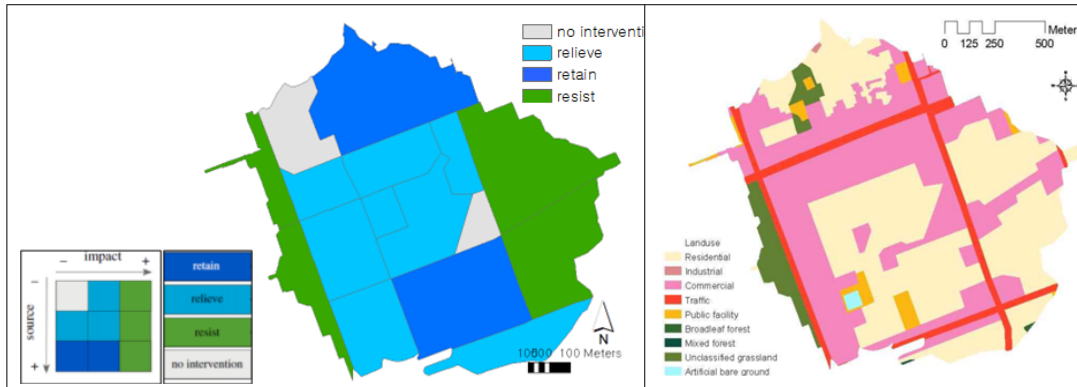 no interventi
relieve
retain
resist
impact
− +
− source +
retain
relieve
resist
no intervention
N
100 Meters
Meter
0 125 250 500
Landuse
Residential
Industrial
Commercial
Traffic
Public facility
Broadleaf forest
Mixed forest
Unclassified grassland
Artificial bare ground